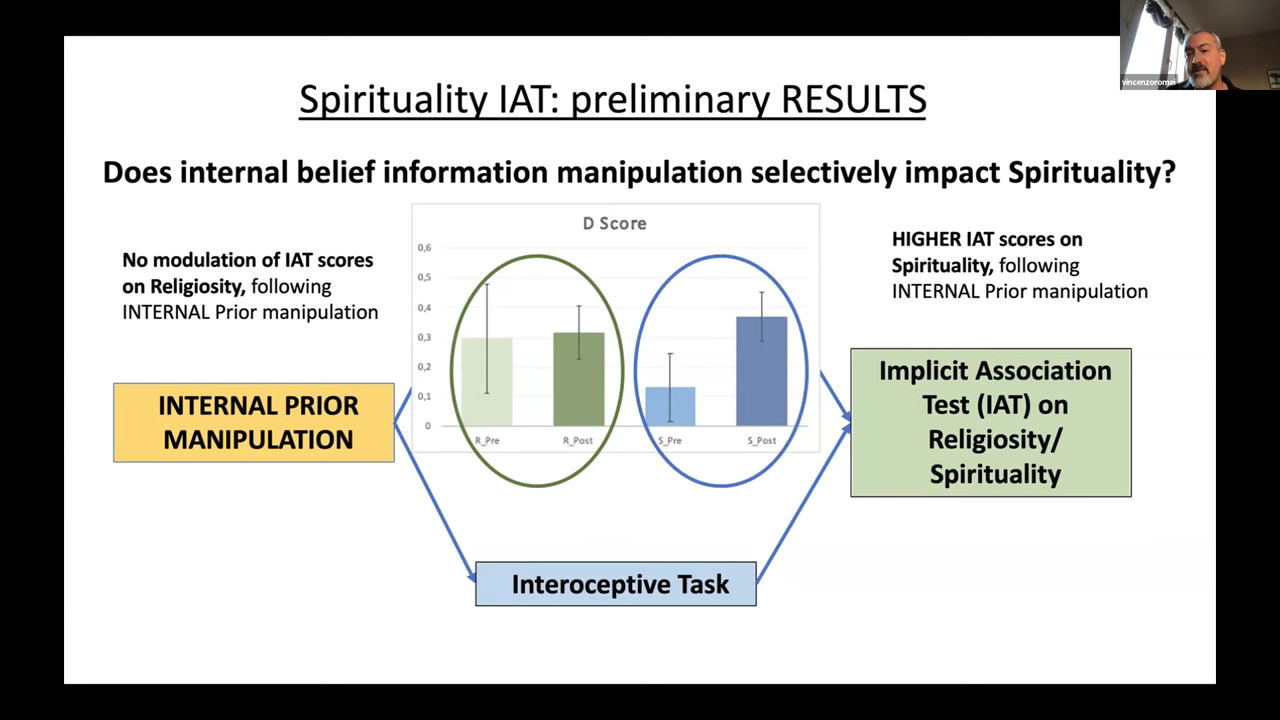 vincenzoromei
Spirituality IAT: preliminary RESULTS
Does internal belief information manipulation selectively impact Spirituality?
No modulation of IAT scores
on Religiosity, following
INTERNAL Prior manipulation
D Score
0,6
0,5
0,4
0,3
0,2
0,1
0
R_Pre
R_Post
S_Pre
S_Post
HIGHER IAT scores on
Spirituality, following
INTERNAL Prior manipulation
INTERNAL PRIOR
MANIPULATION
Implicit Association
Test (IAT) on
Religiosity/
Spirituality
Interoceptive Task